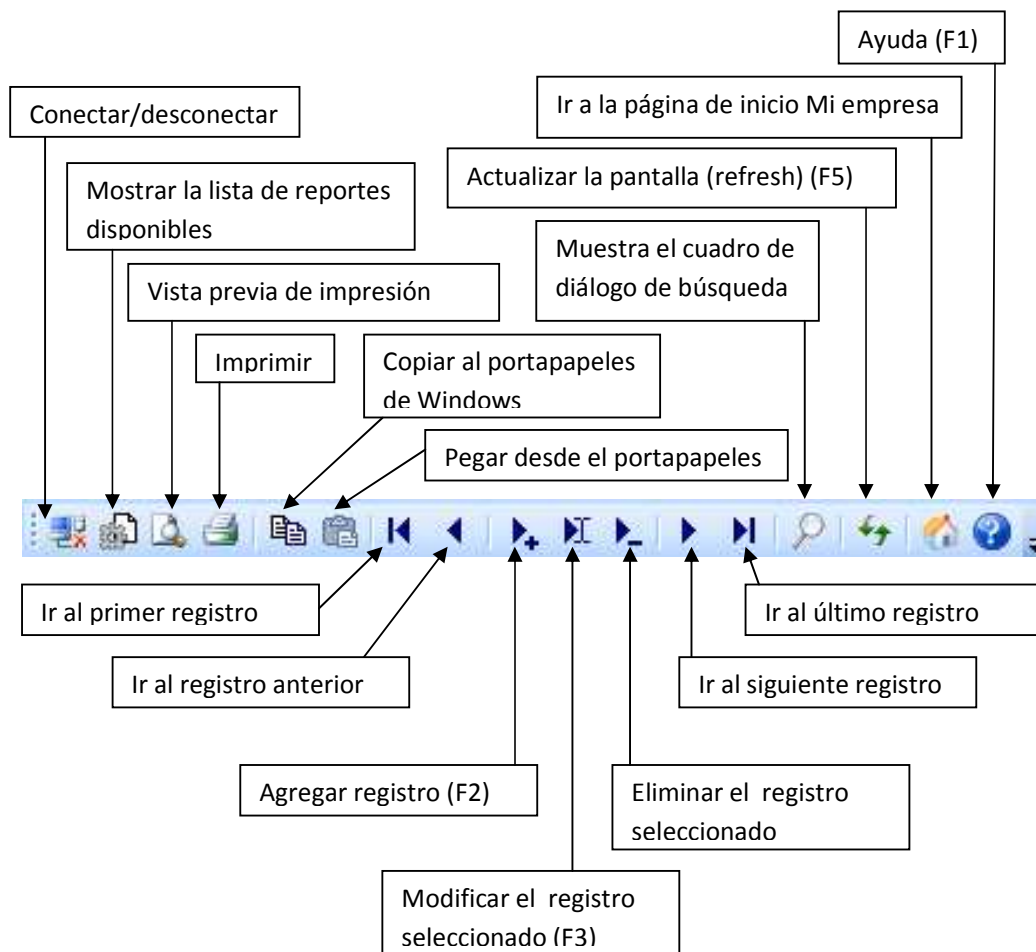 Ayuda (F1)
Conectar/desconectar
Ir a la página de inicio Mi empresa
Mostrar la lista de reportes
disponibles
Actualizar la pantalla (refresh) (F5)
Muestra el cuadro de
diálogo de búsqueda
Vista previa de impresión
Imprimir
Copiar al portapapeles
de Windows
Pegar desde el portapapeles
Ir al primer registro
Ir al último registro
Ir al registro anterior
Ir al siguiente registro
Agregar registro (F2)
Eliminar el  registro
seleccionado
Modificar el  registro
seleccionado (F3)